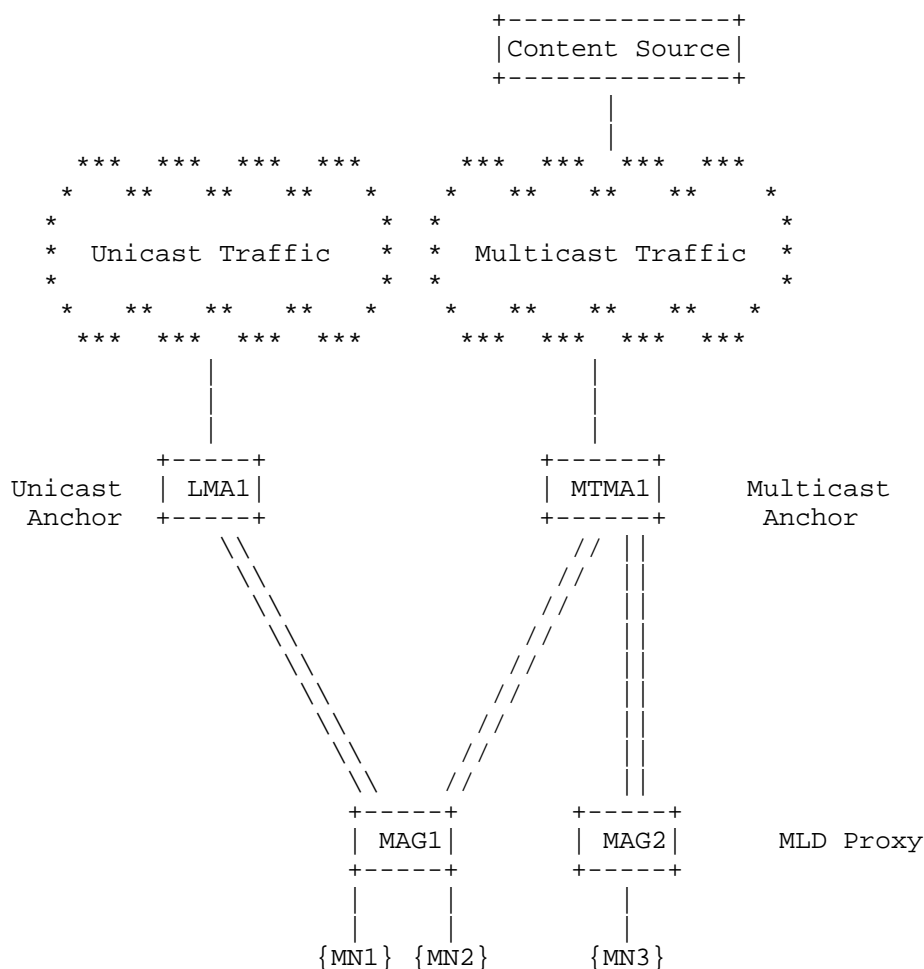 Content Source
Unicast Traffic
Multicast Traffic
Unicast Anchor
LMA1
MTMA1
Multicast Anchor
MAG1
MAG2
MLD Proxy
{MN1} {MN2} {MN3}